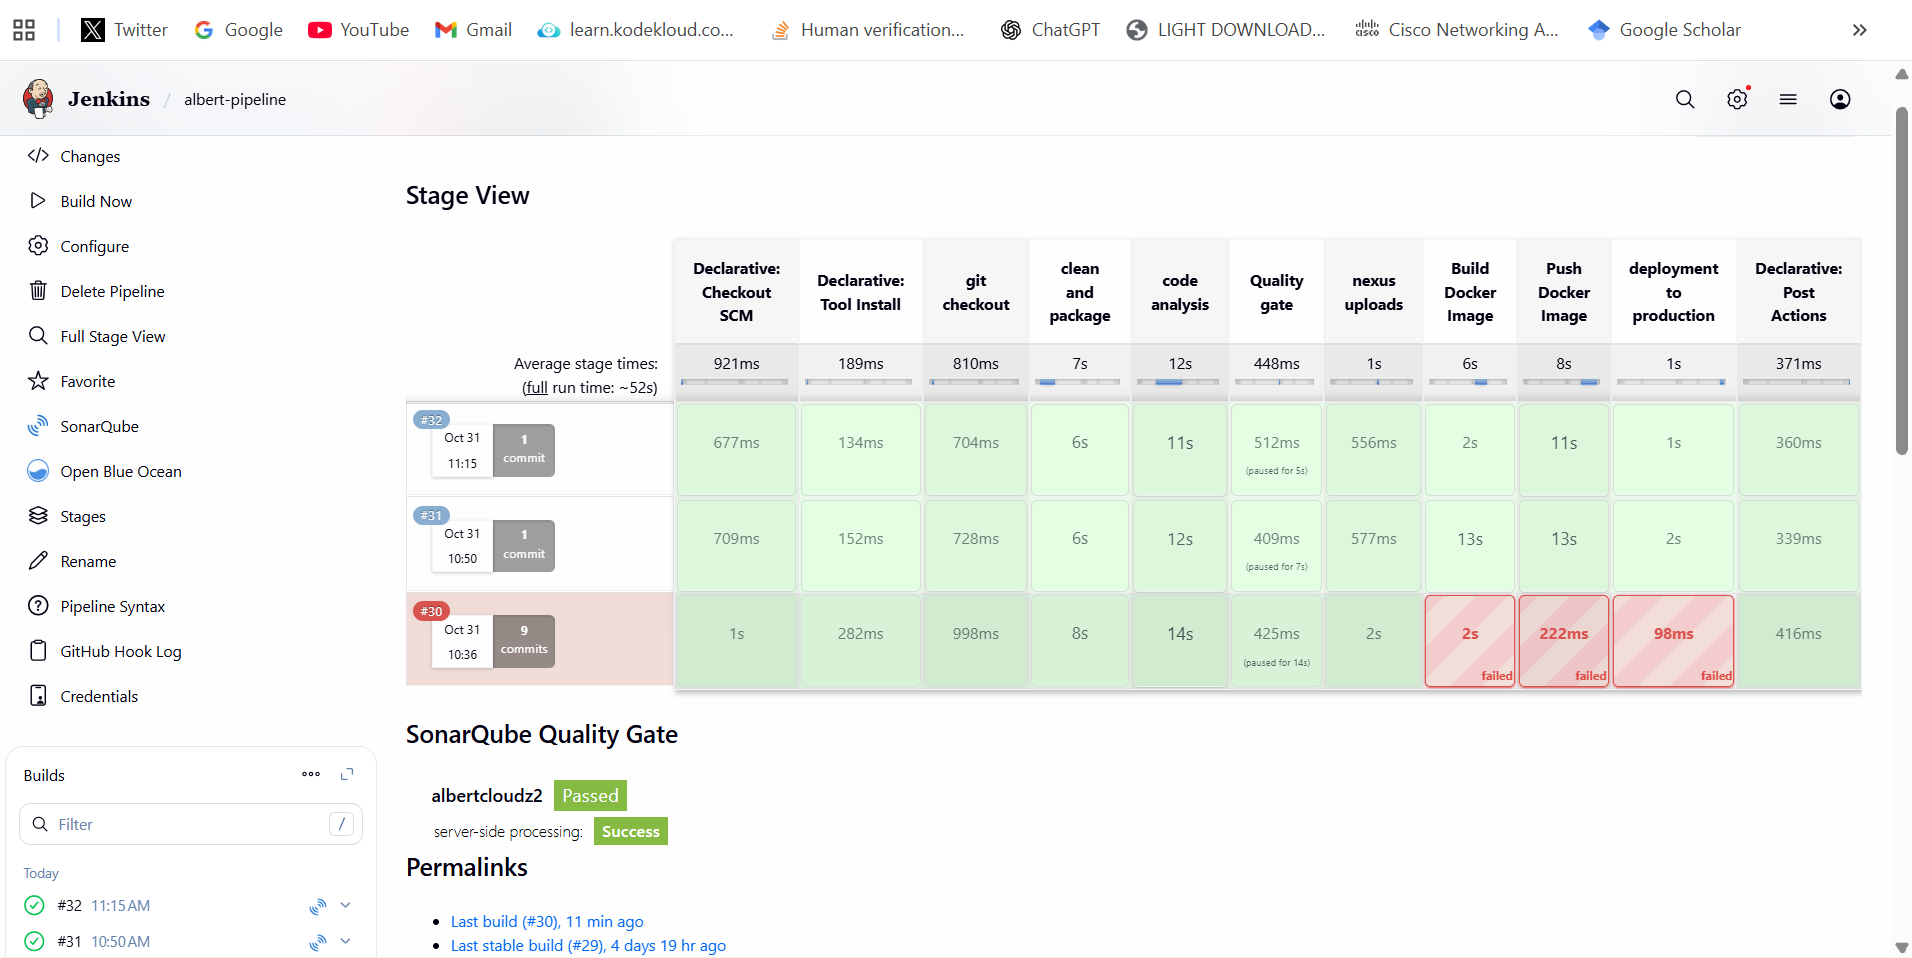 Twitter
Google
YouTube
Gmail
learn.kodekloud.co...
Human verification...
ChatGPT
LIGHT DOWNLOAD...
Cisco Networking A...
Google Scholar
Jenkins / albert-pipeline
Changes
Build Now
Configure
Delete Pipeline
Full Stage View
Favorite
SonarQube
Open Blue Ocean
Stages
Rename
Pipeline Syntax
GitHub Hook Log
Credentials
Builds
Filter
/
Today
#32 11:15 AM
#31 10:50 AM
Stage View
Declarative:
Checkout
SCM
Declarative:
Tool Install
git
checkout
clean
and
package
code
analysis
Quality
gate
nexus
uploads
Build
Docker
Image
Push
Docker
Image
deployment
to
production
Declarative:
Post
Actions
Average stage times:
(full run time: ~52s)
921ms 189ms 810ms 7s 12s 448ms 1s 6s 8s 1s 371ms
#32
Oct 31
11:15
1
commit
677ms 134ms 704ms 6s 11s 512ms 556ms 2s 11s 1s 360ms
(paused for 5s)
#31
Oct 31
10:50
1
commit
709ms 152ms 728ms 6s 12s 409ms 577ms 13s 13s 2s 339ms
(paused for 7s)
#30
Oct 31
10:36
9
commits
1s 282ms 998ms 8s 14s 425ms 2s 2s 222ms 98ms 416ms
(paused for 14s)
failed failed failed
SonarQube Quality Gate
albertcloudz2 Passed
server-side processing: Success
Permalinks
Last build (#30), 11 min ago
Last stable build (#29), 4 days 19 hr ago